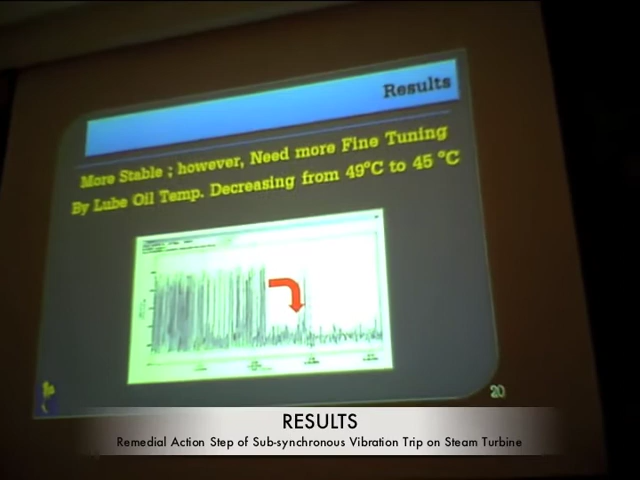 Results
More Stable ; however, Need more Fine Tuning
By Lube Oil Temp. Decreasing from 49°C to 45 °C
20
RESULTS
Remedial Action Step of Sub-synchronous Vibration Trip on Steam Turbine